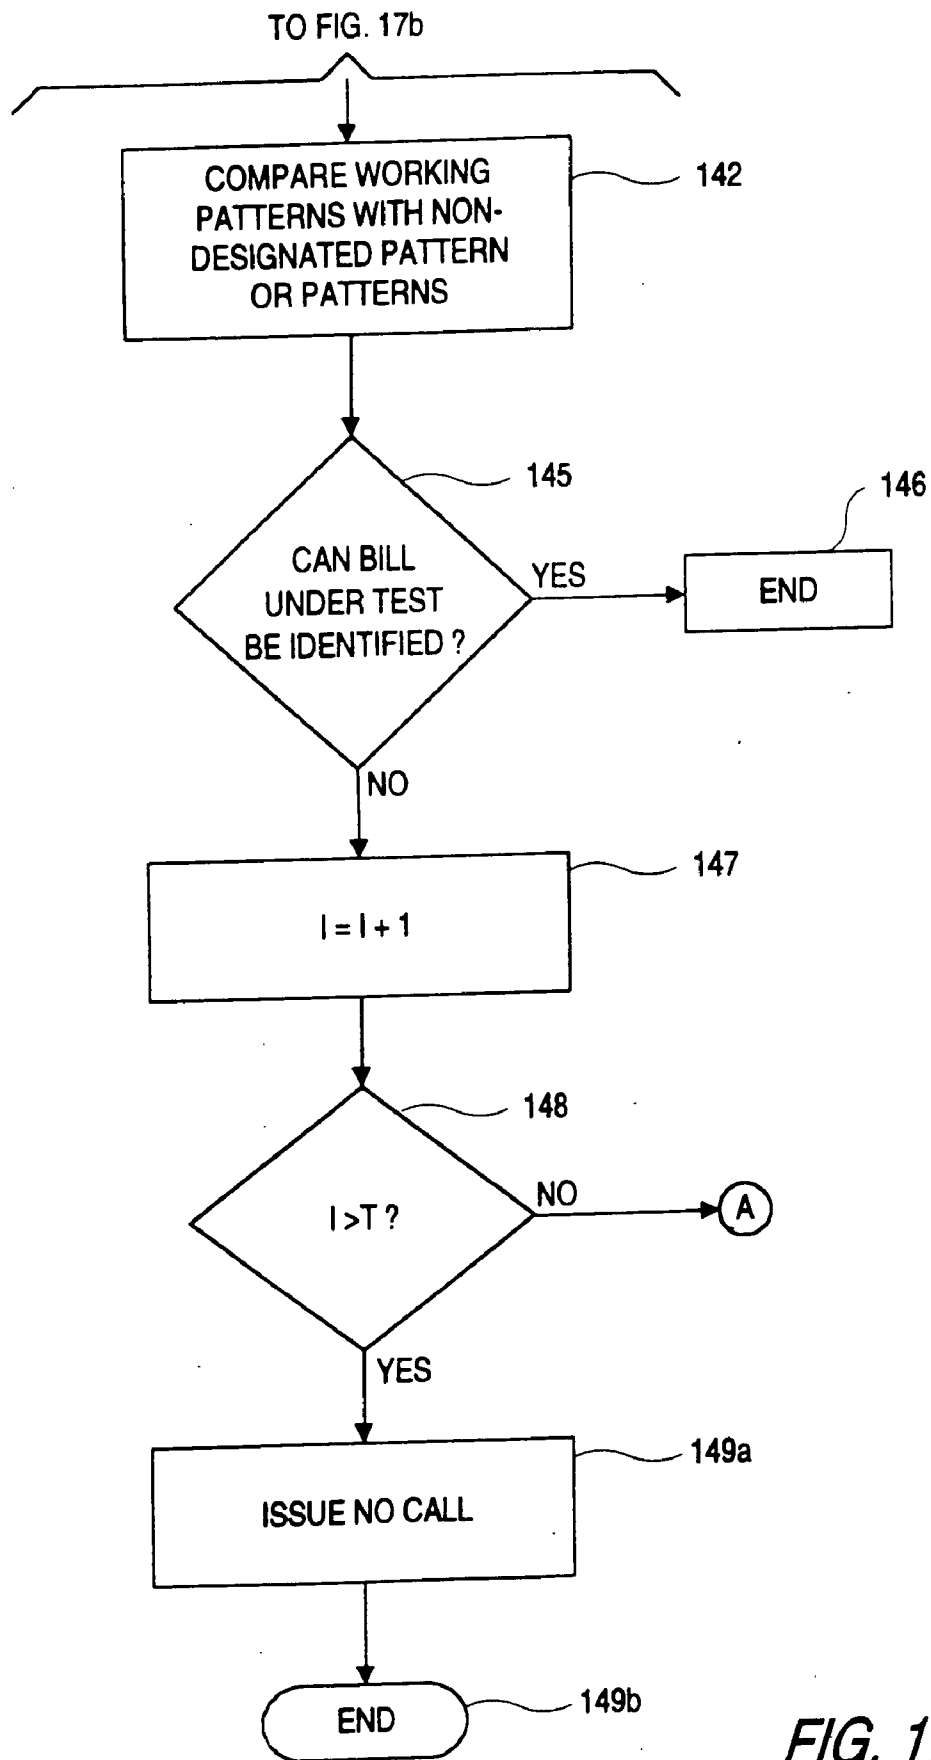 TO FIG. 17b
COMPARE WORKING
PATTERNS WITH NON-
DESIGNATED PATTERN
OR PATTERNS
142
145
146
CAN BILL
UNDER TEST
BE IDENTIFIED ?
YES
END
NO
147
I = I + 1
148
I >T ?
NO
A
YES
149a
ISSUE NO CALL
END
149b
FIG. 1